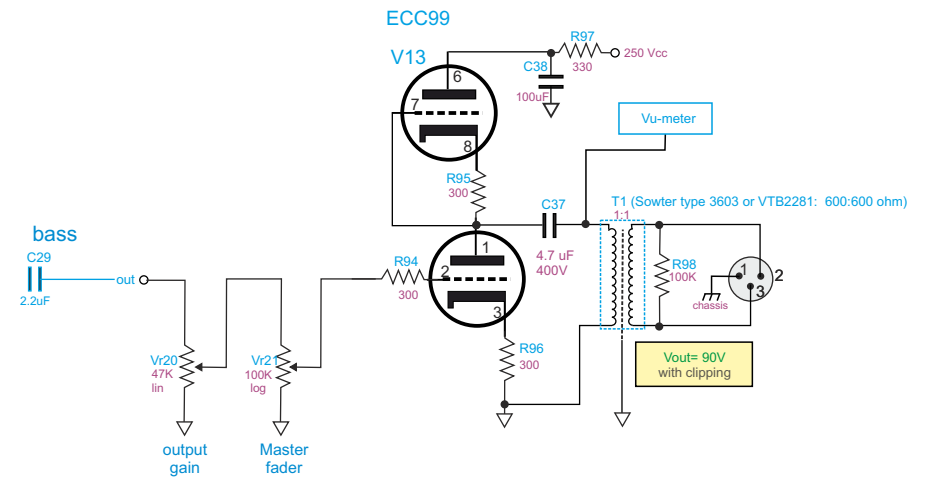 ECC99
V13
R97
330
250 Vcc
C38
100uF
6
7
8
Vu-meter
R95
300
C37
4.7 uF
400V
T1 (Sowter type 3603 or VTB2281: 600:600 ohm)
1:1
bass
C29
2.2uF
out
R94
300
1
2
3
R98
100K
1
2
3
chassis
R96
300
Vout= 90V
with clipping
Vr20
47K
lin
Vr21
100K
log
output
gain
Master
fader